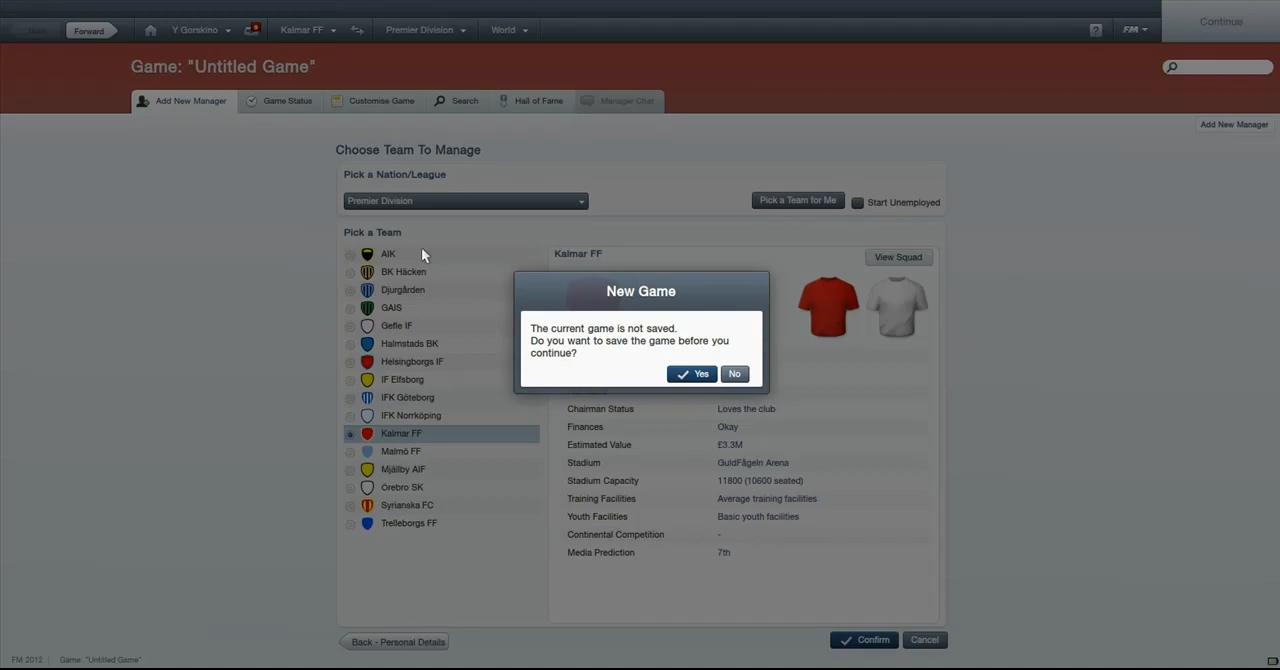 Forward
Y Gorskino
Kalmar FF
Premier Division
World
FM
Continue
Game: "Untitled Game"
Add New Manager
Game Status
Customise Game
Search
Hall of Fame
Manager Chat
Add New Manager
Choose Team To Manage
Pick a Nation/League
Premier Division
Pick a Team for Me
Start Unemployed
Pick a Team
AIK
BK Häcken
Djurgården
GAIS
Gefle IF
Halmstads BK
Helsingborgs IF
IF Elfsborg
IFK Göteborg
IFK Norrköping
Kalmar FF
Malmö FF
Mjällby AIF
Örebro SK
Syrianska FC
Trelleborgs FF
Kalmar FF
View Squad
New Game
The current game is not saved.
Do you want to save the game before you
continue?
Yes
No
Chairman Status Loves the club
Finances Okay
Estimated Value £3.3M
Stadium GuldFågeln Arena
Stadium Capacity 11800 (10600 seated)
Training Facilities Average training facilities
Youth Facilities Basic youth facilities
Continental Competition -
Media Prediction 7th
Back - Personal Details
Confirm
Cancel
FM 2012
Game: "Untitled Game"